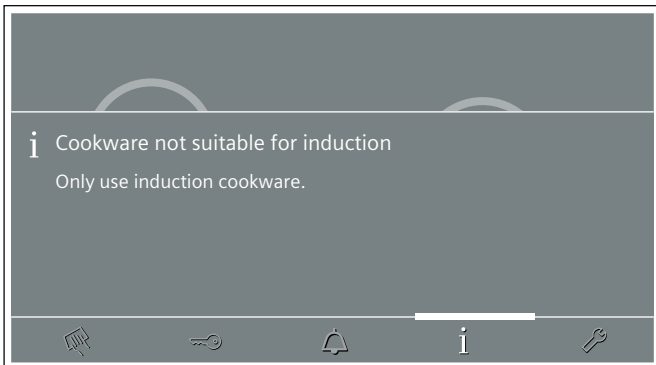 i Cookware not suitable for induction
Only use induction cookware.
i